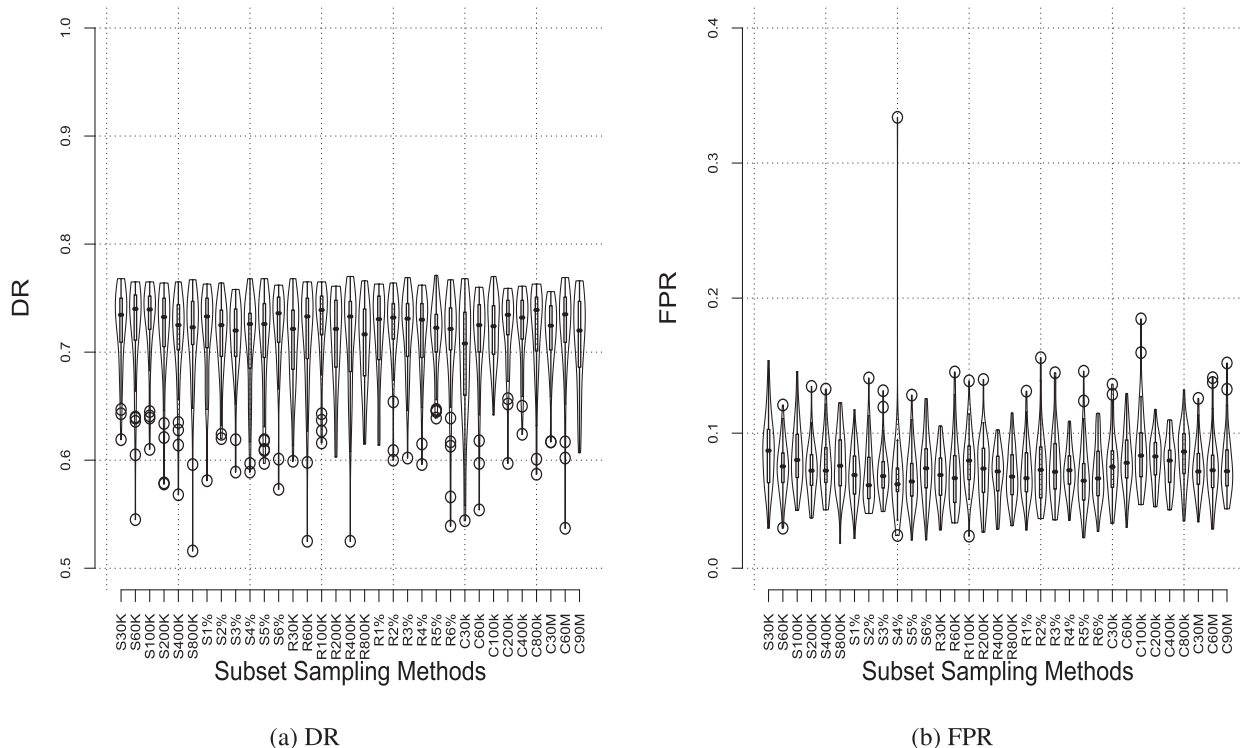 1.0
0.9
0.8
0.7
0.6
0.5
DR
S30K
S60K
S100K
S200K
S400K
S800K
S1%
S2%
S3%
S4%
S5%
S6%
R30K
R60K
R100K
R200K
R400K
R800K
R1%
R2%
R3%
R4%
R5%
R6%
C30k
C60k
C100k
C200k
C400k
C800k
C30M
C60M
C90M
Subset Sampling Methods
(a) DR
0.4
0.3
0.2
0.1
0.0
FPR
S30K
S60K
S100K
S200K
S400K
S800K
S1%
S2%
S3%
S4%
S5%
S6%
R30K
R60K
R100K
R200K
R400K
R800K
R1%
R2%
R3%
R4%
R5%
R6%
C30k
C60k
C100k
C200k
C400k
C800k
C30M
C60M
C90M
Subset Sampling Methods
(b) FPR